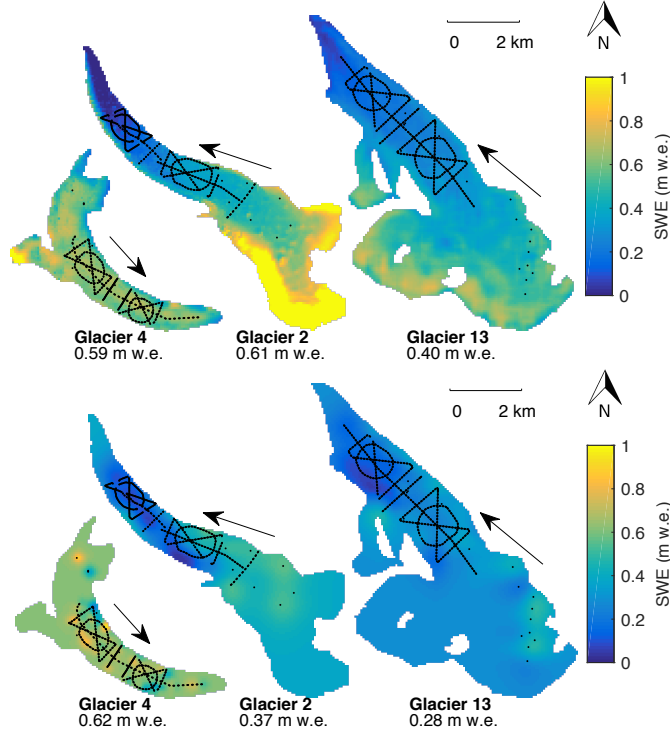 0 2 km
N
1
0.8
0.6
0.4
0.2
0
SWE (m w.e.)
Glacier 4 Glacier 2 Glacier 13
0.59 m w.e. 0.61 m w.e. 0.40 m w.e.
0 2 km
N
1
0.8
0.6
0.4
0.2
0
SWE (m w.e.)
Glacier 4 Glacier 2 Glacier 13
0.62 m w.e. 0.37 m w.e. 0.28 m w.e.